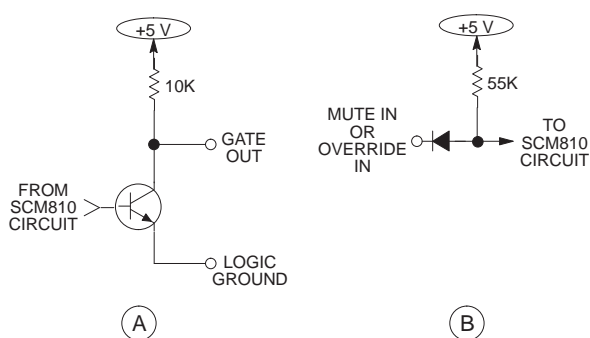 +5 V
10K
GATE
OUT
FROM
SCM810
CIRCUIT
LOGIC
GROUND
A
+5 V
55K
MUTE IN
OR
OVERRIDE
IN
TO
SCM810
CIRCUIT
B